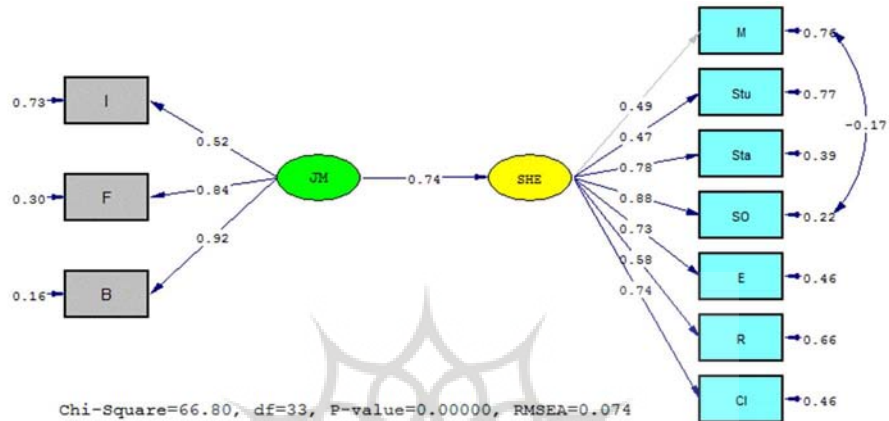 M
0.76
I
0.73
Stu
0.77
0.49
-0.17
0.52
0.47
Sta
0.39
JM
0.74
SHE
0.78
0.84
F
0.30
0.88
SO
0.22
0.92
0.73
E
0.46
0.58
B
0.16
0.74
R
0.66
CI
0.46
Chi-Square=66.80, df=33, P-value=0.00000, RMSEA=0.074